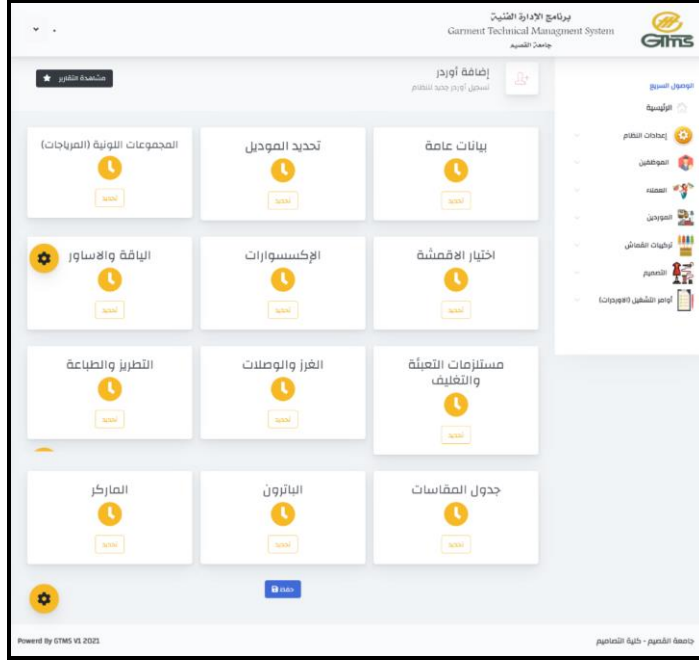 برنامج الإدارة الفنية
Garment Technical Managment System
جامعة القصيم
GTMS
إضافة أوردر
تسجيل أوردر جديد للنظام
مشاهدة التقارير
الوصول السريع
الرئيسية
إعدادات النظام
الموظفين
العملاء
الموردين
تركيبات القماش
التصميم
أوامر التشغيل (الاوردرات)
بيانات عامة
تحديد
تحديد الموديل
تحديد
المجموعات اللونية (المرياجات)
تحديد
اختيار الاقمشة
تحديد
الإكسسوارات
تحديد
الياقة والاساور
تحديد
مستلزمات التعبئة
والتغليف
تحديد
الغرز والوصلات
تحديد
التطريز والطباعة
تحديد
جدول المقاسات
تحديد
الباترون
تحديد
الماركر
تحديد
حفظ
جامعة القصيم - كلية التصاميم
Powerd By GTMS V1 2021